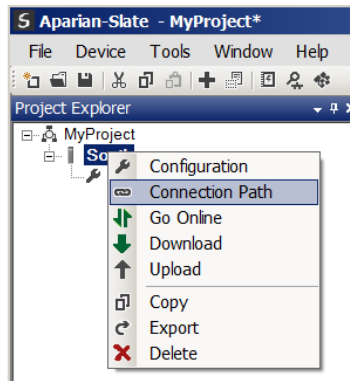 S Aparian-Slate - MyProject*
File Device Tools Window Help
Project Explorer
MyProject
Configuration
Connection Path
Go Online
Download
Upload
Copy
Export
Delete